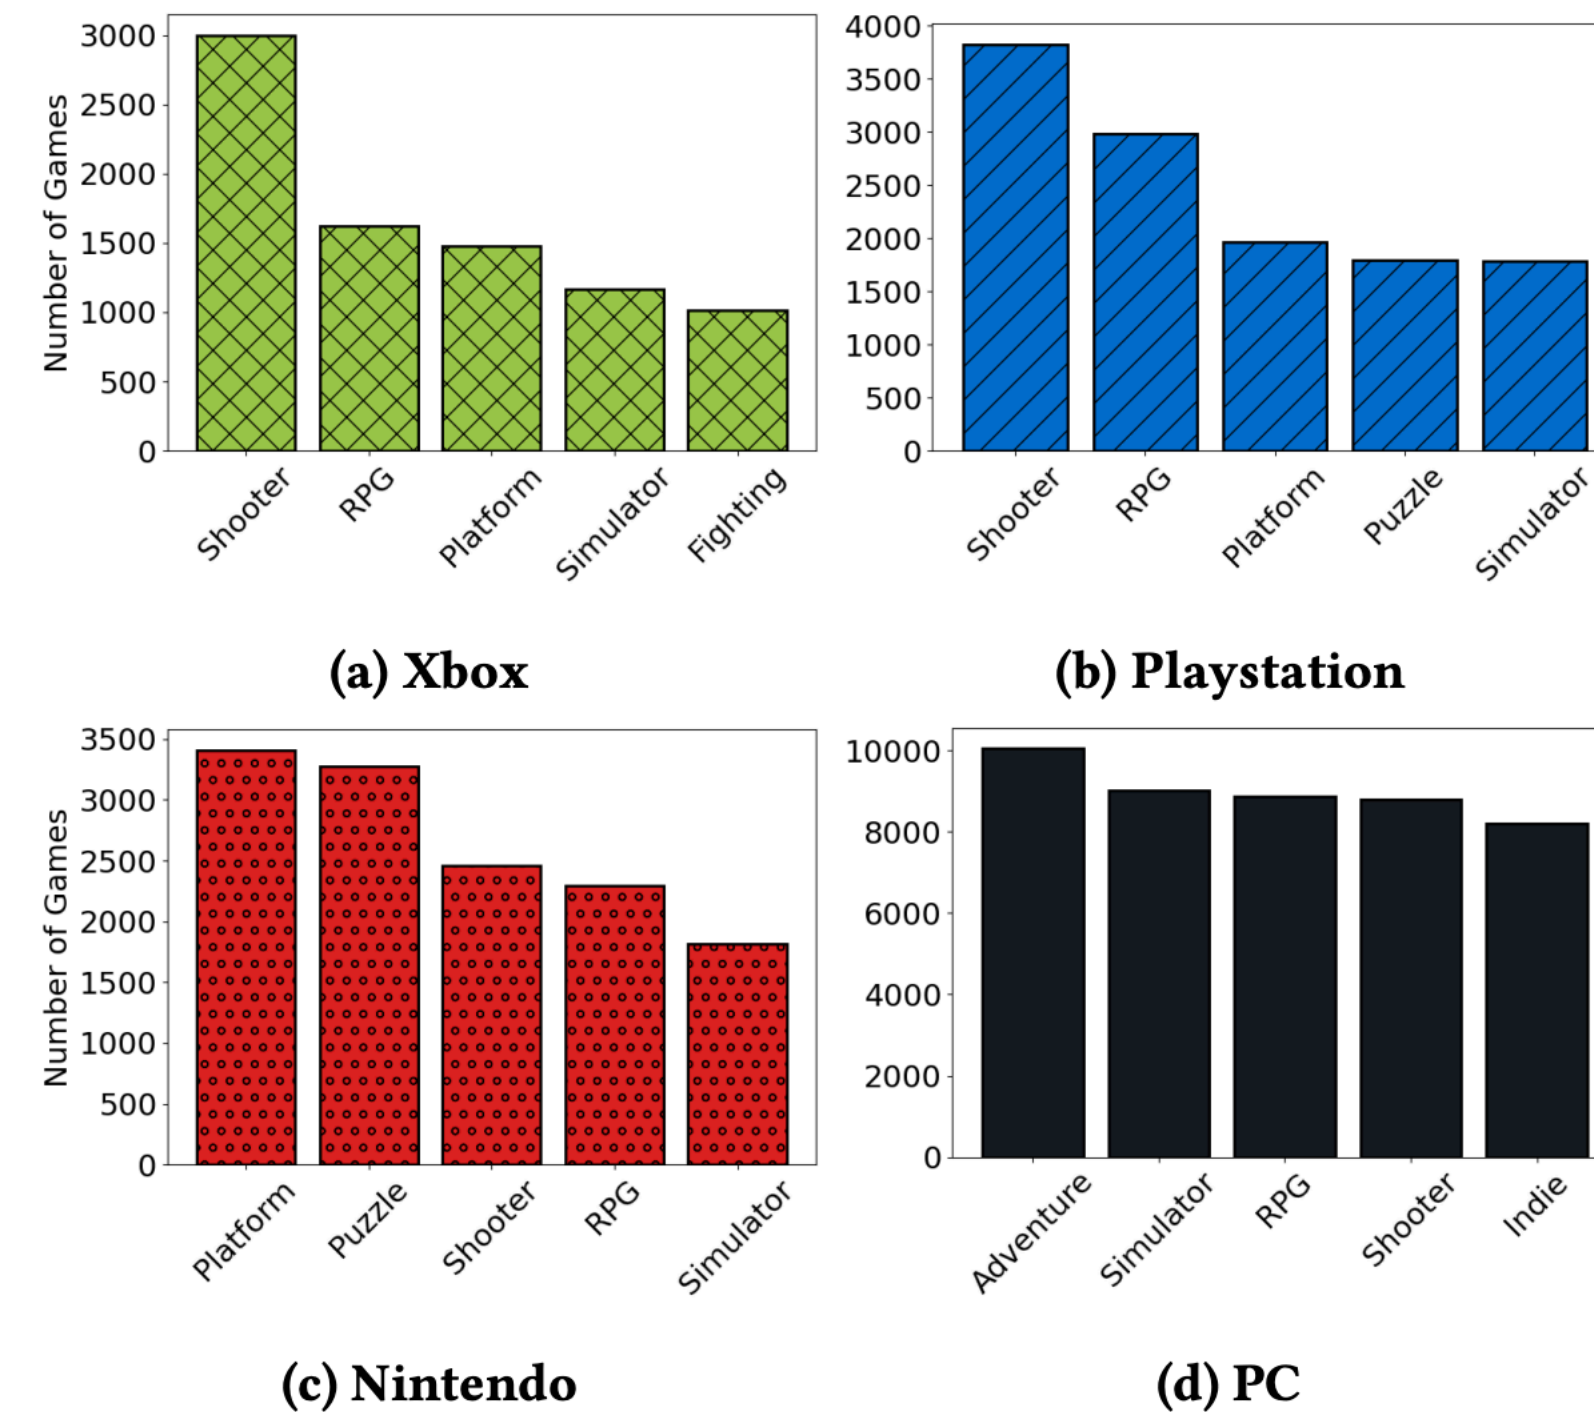 Number of Games
3000
2500
2000
1500
1000
500
0
Shooter
RPG
Platform
Simulator
Fighting
(a) Xbox
4000
3500
3000
2500
2000
1500
1000
500
0
Shooter
RPG
Platform
Puzzle
Simulator
(b) Playstation
Number of Games
3500
3000
2500
2000
1500
1000
500
0
Platform
Puzzle
Shooter
RPG
Simulator
(c) Nintendo
10000
8000
6000
4000
2000
0
Adventure
Simulator
RPG
Shooter
Indie
(d) PC